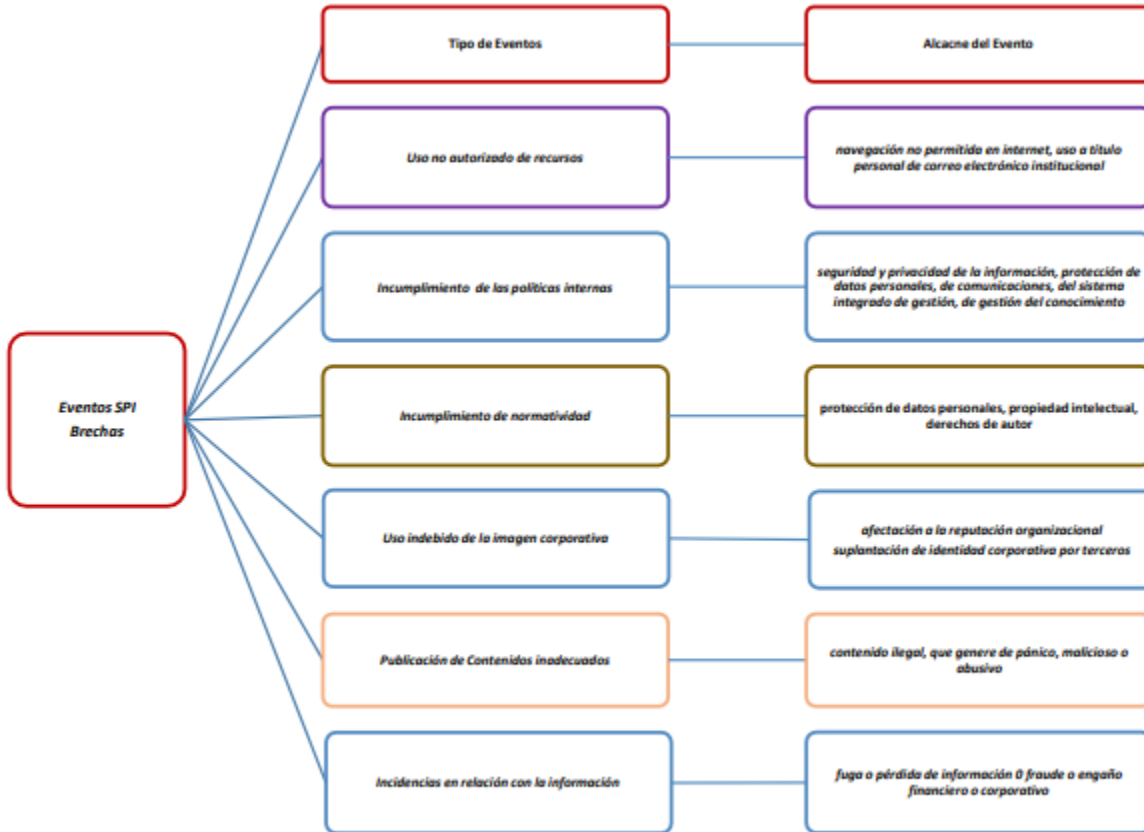 Tipo de Eventos
Alcacne del Evento
Uso no autorizado de recursos
navegación no permitida en internet, uso a título
personal de correo electrónico institucional
Incumplimiento de las políticas internas
seguridad y privacidad de la información, protección de
datos personales, de comunicaciones, del sistema
integrado de gestión, de gestión del conocimiento
Eventos SPI
Brechas
Incumplimiento de normatividad
protección de datos personales, propiedad intelectual,
derechos de autor
Uso indebido de la imagen corporativa
afectación a la reputación organizacional
suplantación de identidad corporativa por terceros
Publicación de Contenidos inadecuados
contenido ilegal, que genere de pánico, malicioso o
abusivo
Incidencias en relación con la información
fuga o pérdida de información 0 fraude o engaño
financiero o corporativo